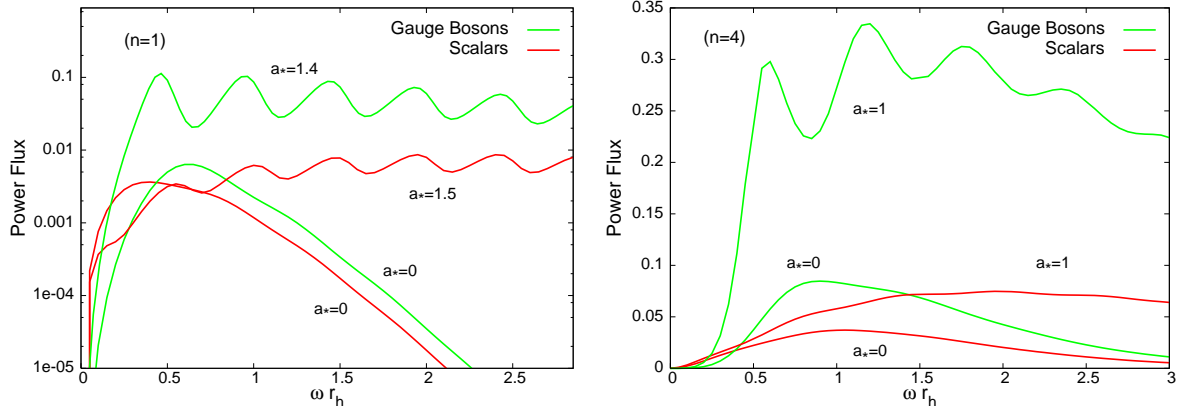 (n=1)
Gauge Bosons
Scalars
a*=1.4
a*=1.5
a*=0
a*=0
0.1
0.01
0.001
1e-04
1e-05
0
0.5
1
1.5
2
2.5
Power Flux
ω rh
(n=4)
Gauge Bosons
Scalars
a*=1
a*=0
a*=1
a*=0
0.35
0.3
0.25
0.2
0.15
0.1
0.05
0
0
0.5
1
1.5
2
2.5
3
Power Flux
ω rh